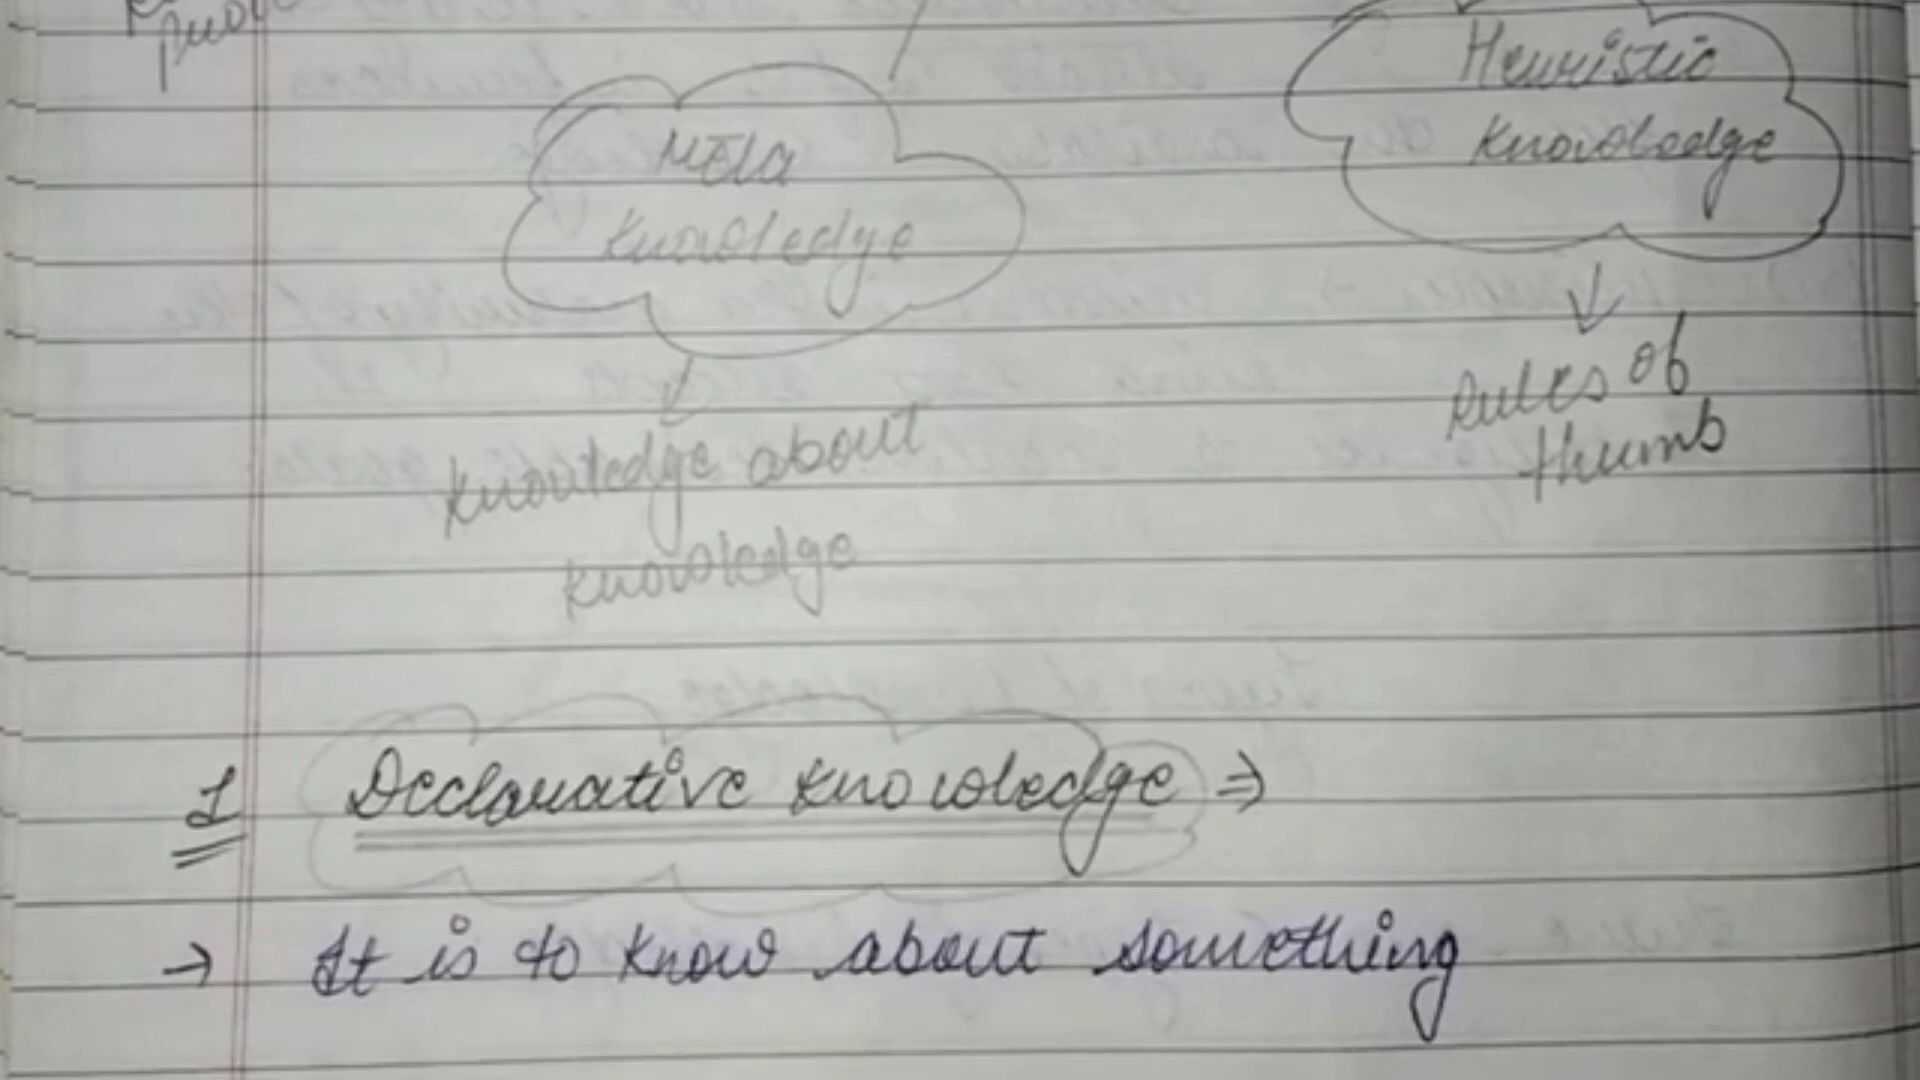 Heuristic
Knowledge
Meta
Knowledge
Rules of
thumb
Knowledge about
knowledge
1 Declarative Knowledge ⇒
→ It is to know about something